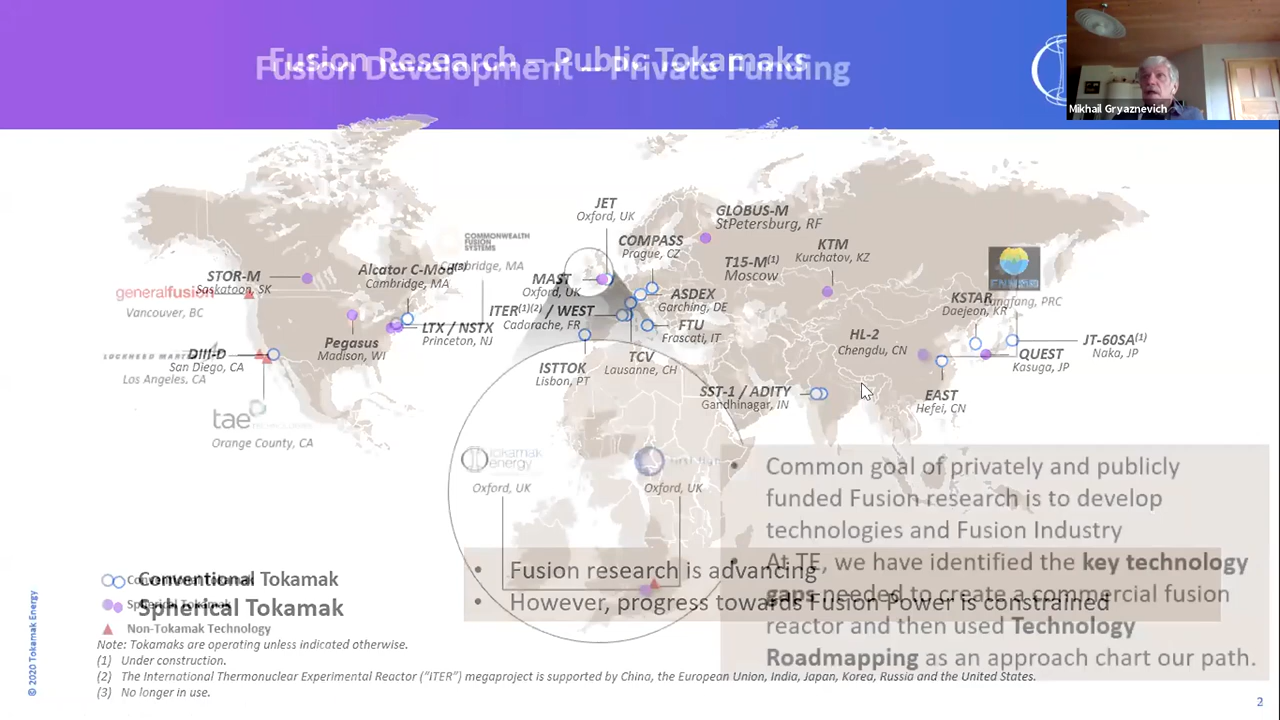 Fusion Research – Public Tokamaks
Fusion Development – Private Funding
Mikhail Gryaznevich
JET
Oxford, UK
GLOBUS-M
StPetersburg, RF
COMMONWEALTH
FUSION
SYSTEMS
Cambridge, MA
COMPASS
Prague, CZ
KTM
Kurchatov, KZ
STOR-M
Saskatoon, SK
Alcator C-Mod(3)
Cambridge, MA
MAST
Oxford, UK
T15-M(1)
Moscow
generalfusion
Vancouver, BC
ASDEX
Garching, DE
KSTAR
Daejeon, KR
Langfang, PRC
ITER(1)(2) / WEST
Cadarache, FR
LTX / NSTX
Princeton, NJ
FTU
Frascati, IT
HL-2
Chengdu, CN
JT-60SA(1)
Naka, JP
Pegasus
Madison, WI
LOCKHEED MARTIN
Los Angeles, CA
DIII-D
San Diego, CA
TCV
Lausanne, CH
QUEST
Kasuga, JP
ISTTOK
Lisbon, PT
SST-1 / ADITY
Gandhinagar, IN
EAST
Hefei, CN
tae
Orange County, CA
tokamak
energy
Oxford, UK
Oxford, UK
• Common goal of privately and publicly
funded Fusion research is to develop
technologies and Fusion Industry
• At TE, we have identified the key technology
gaps needed to create a commercial fusion
reactor and then used Technology
Roadmapping as an approach chart our path.
• Fusion research is advancing
• However, progress towards Fusion Power is constrained
Conventional Tokamak
Conventional Tokamak
Spherical Tokamak
Spherical Tokamak
Non-Tokamak Technology
Note: Tokamaks are operating unless indicated otherwise.
(1) Under construction.
(2) The International Thermonuclear Experimental Reactor ("ITER") megaproject is supported by China, the European Union, India, Japan, Korea, Russia and the United States.
(3) No longer in use.
© 2020 Tokamak Energy
2